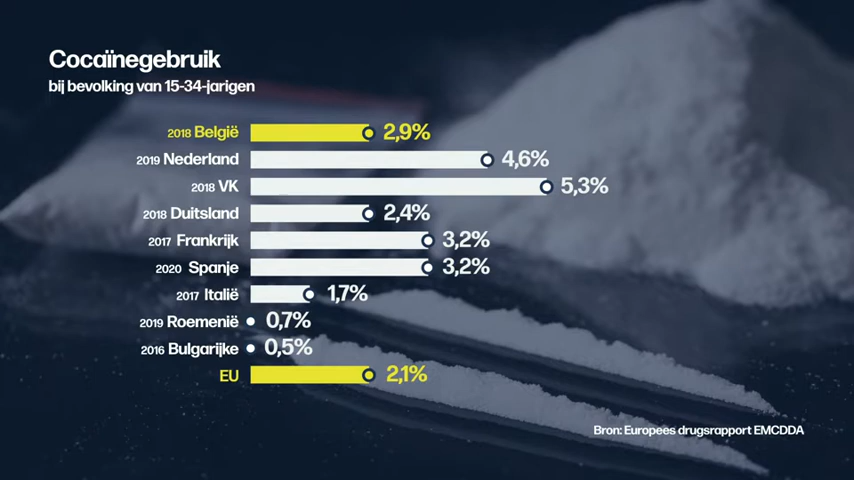 Cocaïnegebruik
bij bevolking van 15-34-jarigen
2018 België 2,9%
2019 Nederland 4,6%
2018 VK 5,3%
2018 Duitsland 2,4%
2017 Frankrijk 3,2%
2020 Spanje 3,2%
2017 Italië 1,7%
2019 Roemenië 0,7%
2016 Bulgarijke 0,5%
EU 2,1%
Bron: Europees drugsrapport EMCDDA